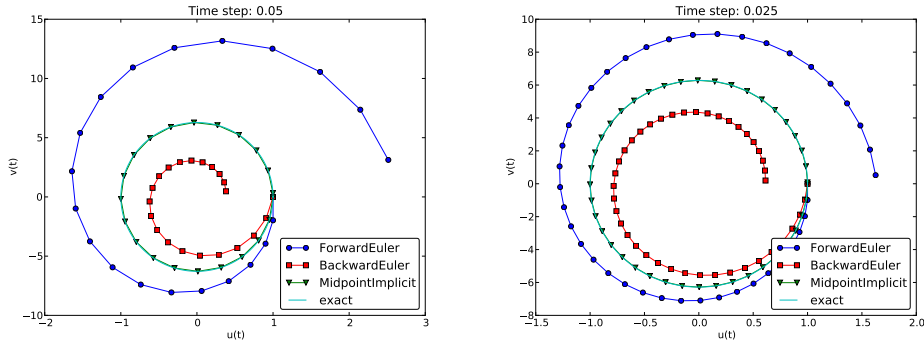 Time step: 0.05
15
10
5
0
−5
−10
v(t)
−2
−1
0
1
2
3
u(t)
ForwardEuler
BackwardEuler
MidpointImplicit
exact
Time step: 0.025
10
8
6
4
2
0
−2
−4
−6
−8
v(t)
−1.5
−1.0
−0.5
0.0
0.5
1.0
1.5
2.0
u(t)
ForwardEuler
BackwardEuler
MidpointImplicit
exact